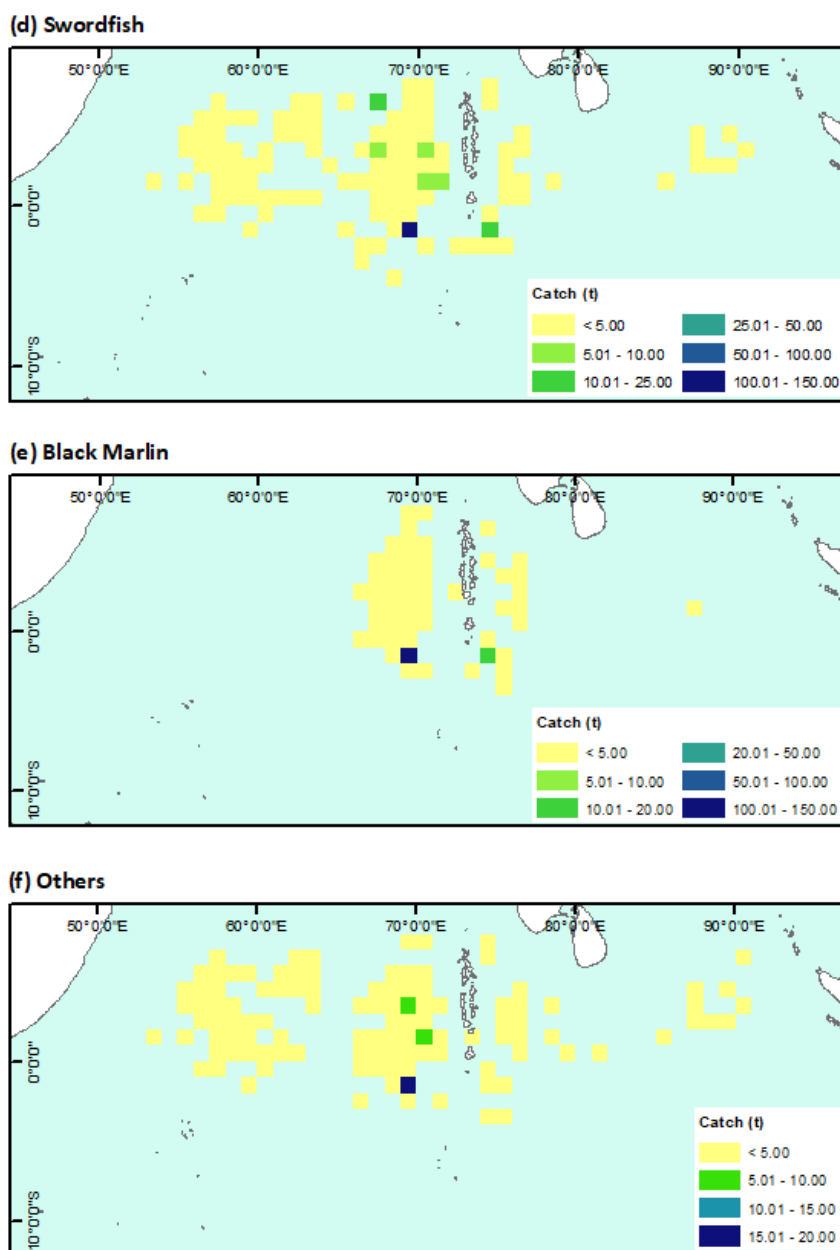 (d) Swordfish
50°0'0"E 60°0'0"E 70°0'0"E 80°0'0"E 90°0'0"E
0°0'0"
10°0'0"S
Catch (t)
< 5.00 25.01 - 50.00
5.01 - 10.00 50.01 - 100.00
10.01 - 25.00 100.01 - 150.00
(e) Black Marlin
50°0'0"E 60°0'0"E 70°0'0"E 80°0'0"E 90°0'0"E
0°0'0"
10°0'0"S
Catch (t)
< 5.00 20.01 - 50.00
5.01 - 10.00 50.01 - 100.00
10.01 - 20.00 100.01 - 150.00
(f) Others
50°0'0"E 60°0'0"E 70°0'0"E 80°0'0"E 90°0'0"E
0°0'0"
10°0'0"S
Catch (t)
< 5.00
5.01 - 10.00
10.01 - 15.00
15.01 - 20.00